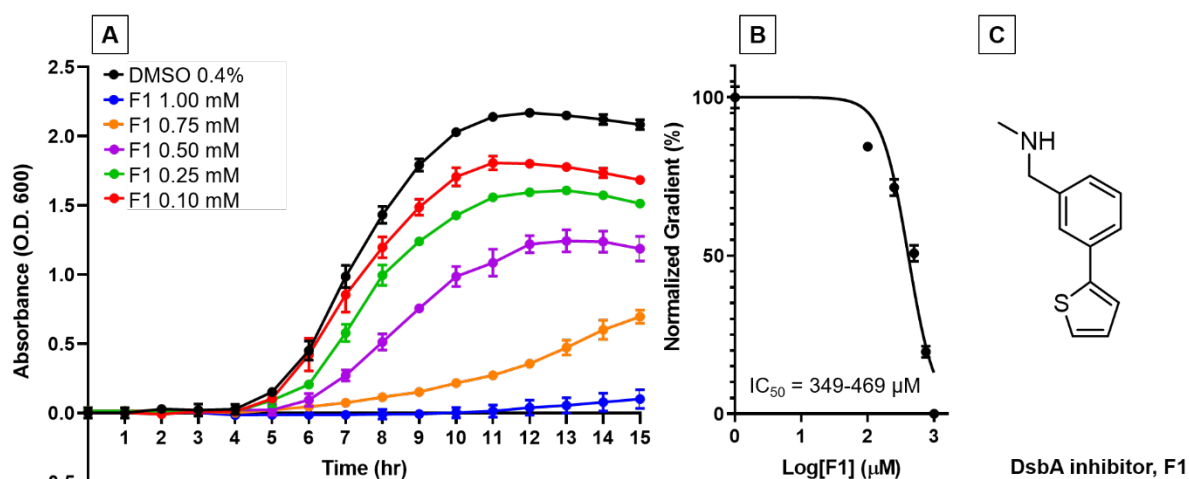 A
Absorbance (O.D. 600)
2.5
2.0
1.5
1.0
0.5
0.0
DMSO 0.4%
F1 1.00 mM
F1 0.75 mM
F1 0.50 mM
F1 0.25 mM
F1 0.10 mM
1 2 3 4 5 6 7 8 9 10 11 12 13 14 15
Time (hr)
B
Normalized Gradient (%)
100
50
0
IC50 = 349-469 µM
0 1 2 3
Log[F1] (µM)
C
NH
S
DsbA inhibitor, F1